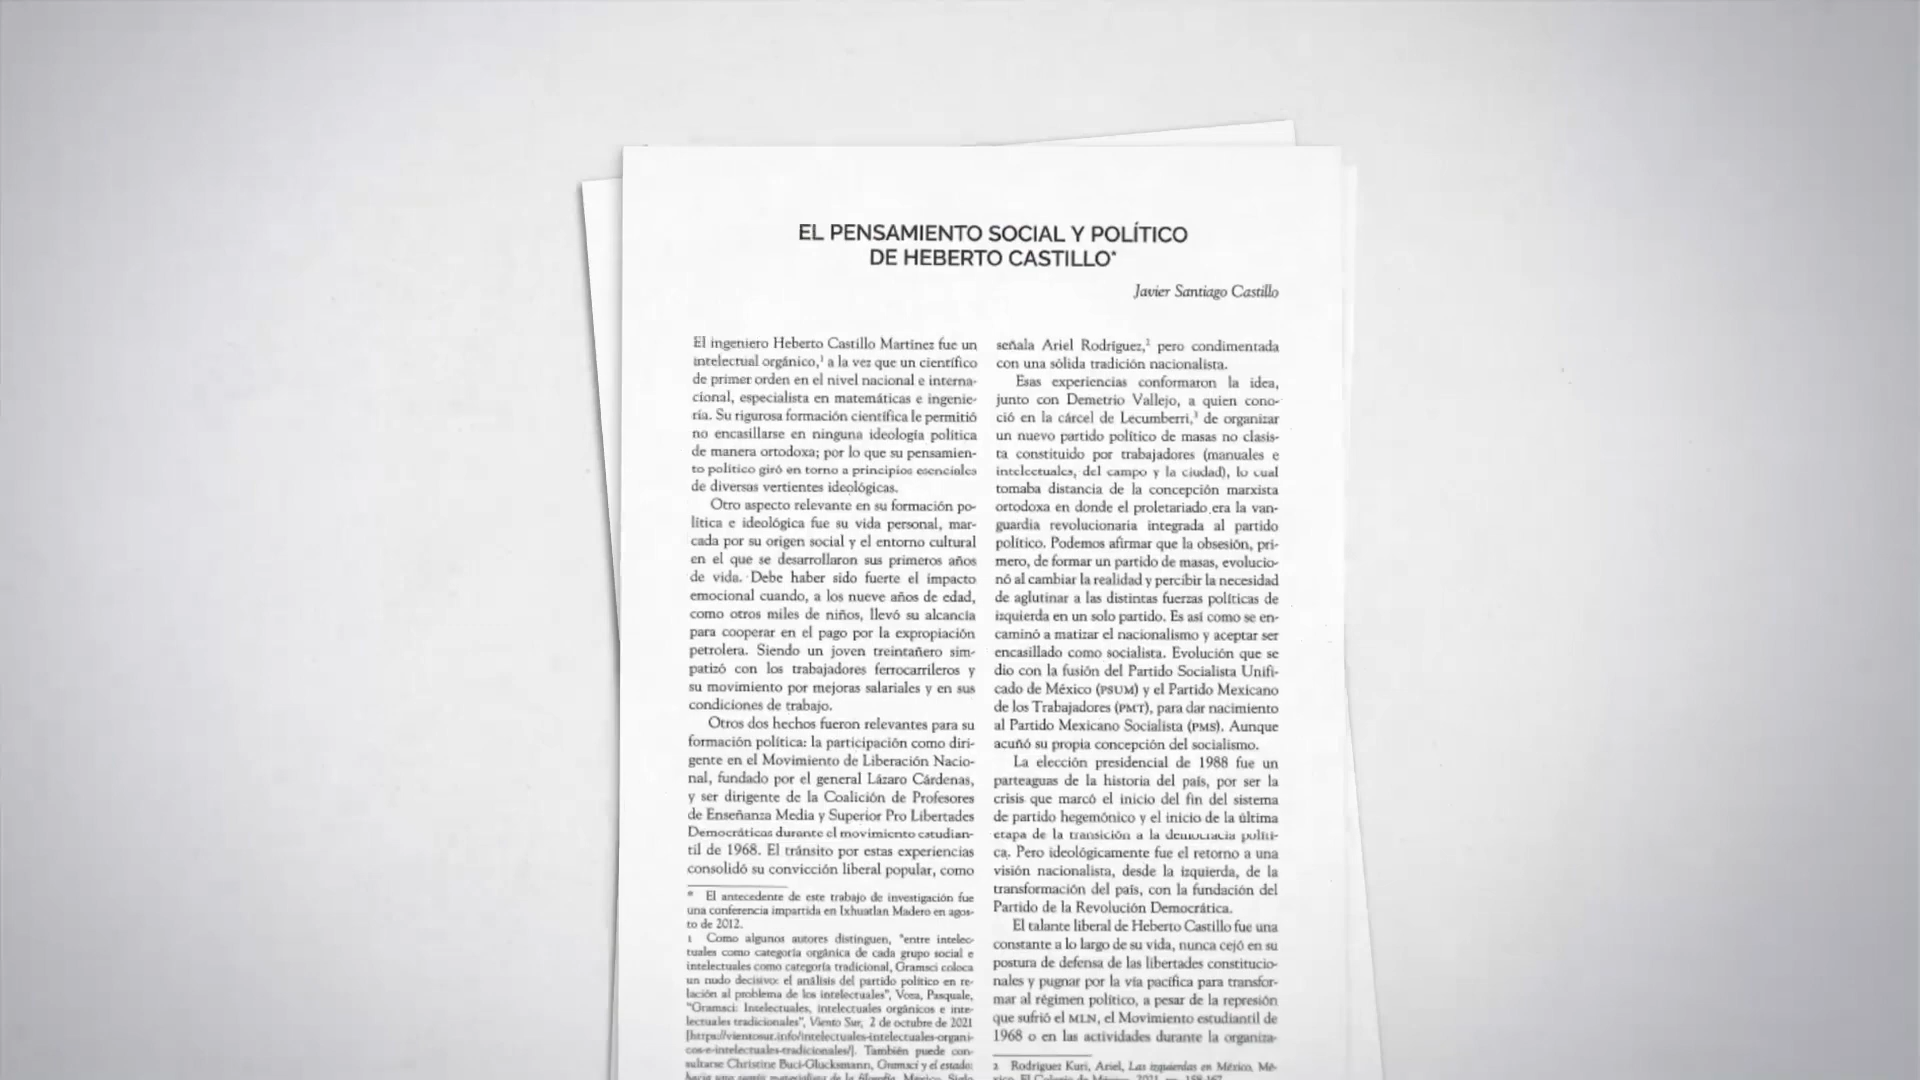 EL PENSAMIENTO SOCIAL Y POLÍTICO
DE HEBERTO CASTILLO*
Javier Santiago Castillo
El ingeniero Heberto Castillo Martínez fue un
intelectual orgánico,¹ a la vez que un científico
de primer orden en el nivel nacional e interna-
cional, especialista en matemáticas e ingenie-
ría. Su rigurosa formación científica le permitió
no encasillarse en ninguna ideología política
de manera ortodoxa; por lo que su pensamien-
to político giró en torno a principios esenciales
de diversas vertientes ideológicas.
Otro aspecto relevante en su formación po-
lítica e ideológica fue su vida personal, mar-
cada por su origen social y el entorno cultural
en el que se desarrollaron sus primeros años
de vida. Debe haber sido fuerte el impacto
emocional cuando, a los nueve años de edad,
como otros miles de niños, llevó su alcancía
para cooperar en el pago por la expropiación
petrolera. Siendo un joven treintañero sim-
patizó con los trabajadores ferrocarrileros y
su movimiento por mejoras salariales y en sus
condiciones de trabajo.
Otros dos hechos fueron relevantes para su
formación política: la participación como diri-
gente en el Movimiento de Liberación Nacio-
nal, fundado por el general Lázaro Cárdenas,
y ser dirigente de la Coalición de Profesores
de Enseñanza Media y Superior Pro Libertades
Democráticas durante el movimiento estudian-
til de 1968. El tránsito por estas experiencias
consolidó su convicción liberal popular, como
* El antecedente de este trabajo de investigación fue
una conferencia impartida en Ixhuatlan Madero en agos-
to de 2012.
1 Como algunos autores distinguen, "entre intelec-
tuales como categoría orgánica de cada grupo social e
intelectuales como categoría tradicional, Gramsci coloca
un nudo decisivo: el análisis del partido político en re-
lación al problema de los intelectuales", Voza, Pasquale,
"Gramsci: Intelectuales, intelectuales orgánicos e inte-
lectuales tradicionales", Viento Sur, 2 de octubre de 2021
[https://vientosur.info/intelectuales-intelectuales-organi-
cos-e-intelectuales-tradicionales/]. También puede con-
sultarse Christine Buci-Glucksmann, Gramsci y el estado:
señala Ariel Rodríguez,² pero condimentada
con una sólida tradición nacionalista.
Esas experiencias conformaron la idea,
junto con Demetrio Vallejo, a quien cono-
ció en la cárcel de Lecumberri,³ de organizar
un nuevo partido político de masas no clasis-
ta constituido por trabajadores (manuales e
intelectuales, del campo y la ciudad), lo cual
tomaba distancia de la concepción marxista
ortodoxa en donde el proletariado era la van-
guardia revolucionaria integrada al partido
político. Podemos afirmar que la obsesión, pri-
mero, de formar un partido de masas, evolucio-
nó al cambiar la realidad y percibir la necesidad
de aglutinar a las distintas fuerzas políticas de
izquierda en un solo partido. Es así como se en-
caminó a matizar el nacionalismo y aceptar ser
encasillado como socialista. Evolución que se
dio con la fusión del Partido Socialista Unifi-
cado de México (PSUM) y el Partido Mexicano
de los Trabajadores (PMT), para dar nacimiento
al Partido Mexicano Socialista (PMS). Aunque
acuñó su propia concepción del socialismo.
La elección presidencial de 1988 fue un
parteaguas de la historia del país, por ser la
crisis que marcó el inicio del fin del sistema
de partido hegemónico y el inicio de la última
etapa de la transición a la democracia políti-
ca. Pero ideológicamente fue el retorno a una
visión nacionalista, desde la izquierda, de la
transformación del país, con la fundación del
Partido de la Revolución Democrática.
El talante liberal de Heberto Castillo fue una
constante a lo largo de su vida, nunca cejó en su
postura de defensa de las libertades constitucio-
nales y pugnar por la vía pacífica para transfor-
mar al régimen político, a pesar de la represión
que sufrió el MLN, el Movimiento estudiantil de
1968 o en las actividades durante la organiza-
2 Rodríguez Kuri, Ariel, Las izquierdas en México, Mé-